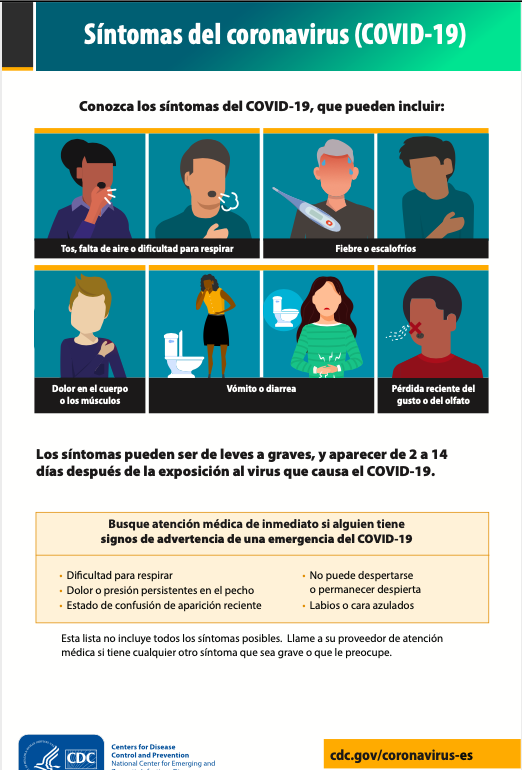 Síntomas del coronavirus (COVID-19)
Conozca los síntomas del COVID-19, que pueden incluir:
Tos, falta de aire o dificultad para respirar
Fiebre o escalofríos
Dolor en el cuerpo
o los músculos
Vómito o diarrea
Pérdida reciente del
gusto o del olfato
Los síntomas pueden ser de leves a graves, y aparecer de 2 a 14
días después de la exposición al virus que causa el COVID-19.
Busque atención médica de inmediato si alguien tiene
signos de advertencia de una emergencia del COVID-19
• Dificultad para respirar
• Dolor o presión persistentes en el pecho
• Estado de confusión de aparición reciente
• No puede despertarse
o permanecer despierta
• Labios o cara azulados
Esta lista no incluye todos los síntomas posibles. Llame a su proveedor de atención
médica si tiene cualquier otro síntoma que sea grave o que le preocupe.
CDC
Centers for Disease
Control and Prevention
National Center for Emerging and
cdc.gov/coronavirus-es